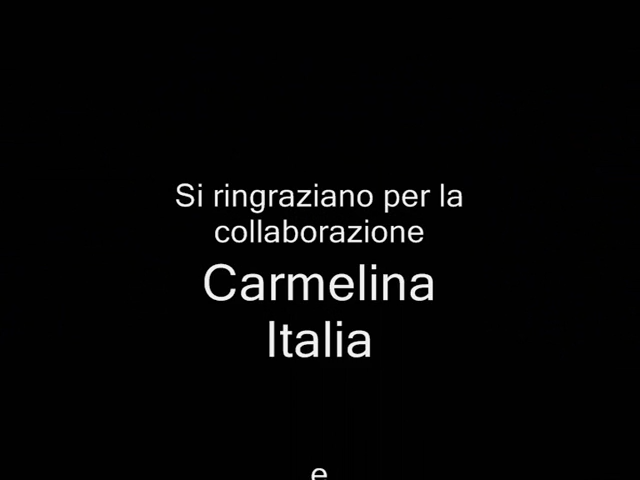 Si ringraziano per la
collaborazione
Carmelina
Italia
e